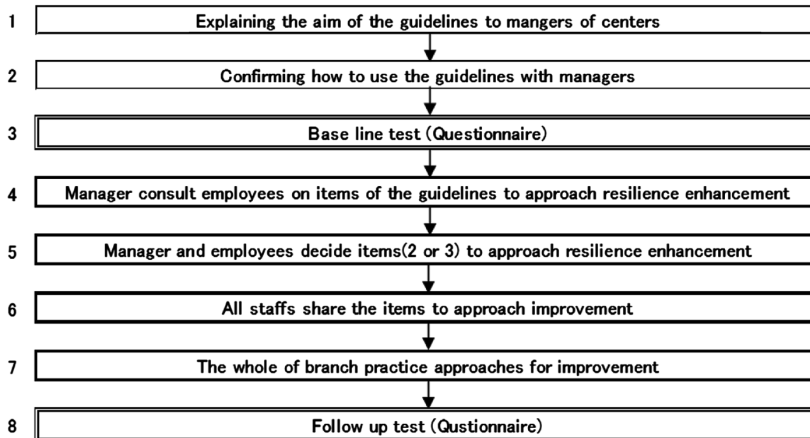 1 Explaining the aim of the guidelines to mangers of centers
2 Confirming how to use the guidelines with managers
3 Base line test (Questionnaire)
4 Manager consult employees on items of the guidelines to approach resilience enhancement
5 Manager and employees decide items(2 or 3) to approach resilience enhancement
6 All staffs share the items to approach improvement
7 The whole of branch practice approaches for improvement
8 Follow up test (Qustionnaire)